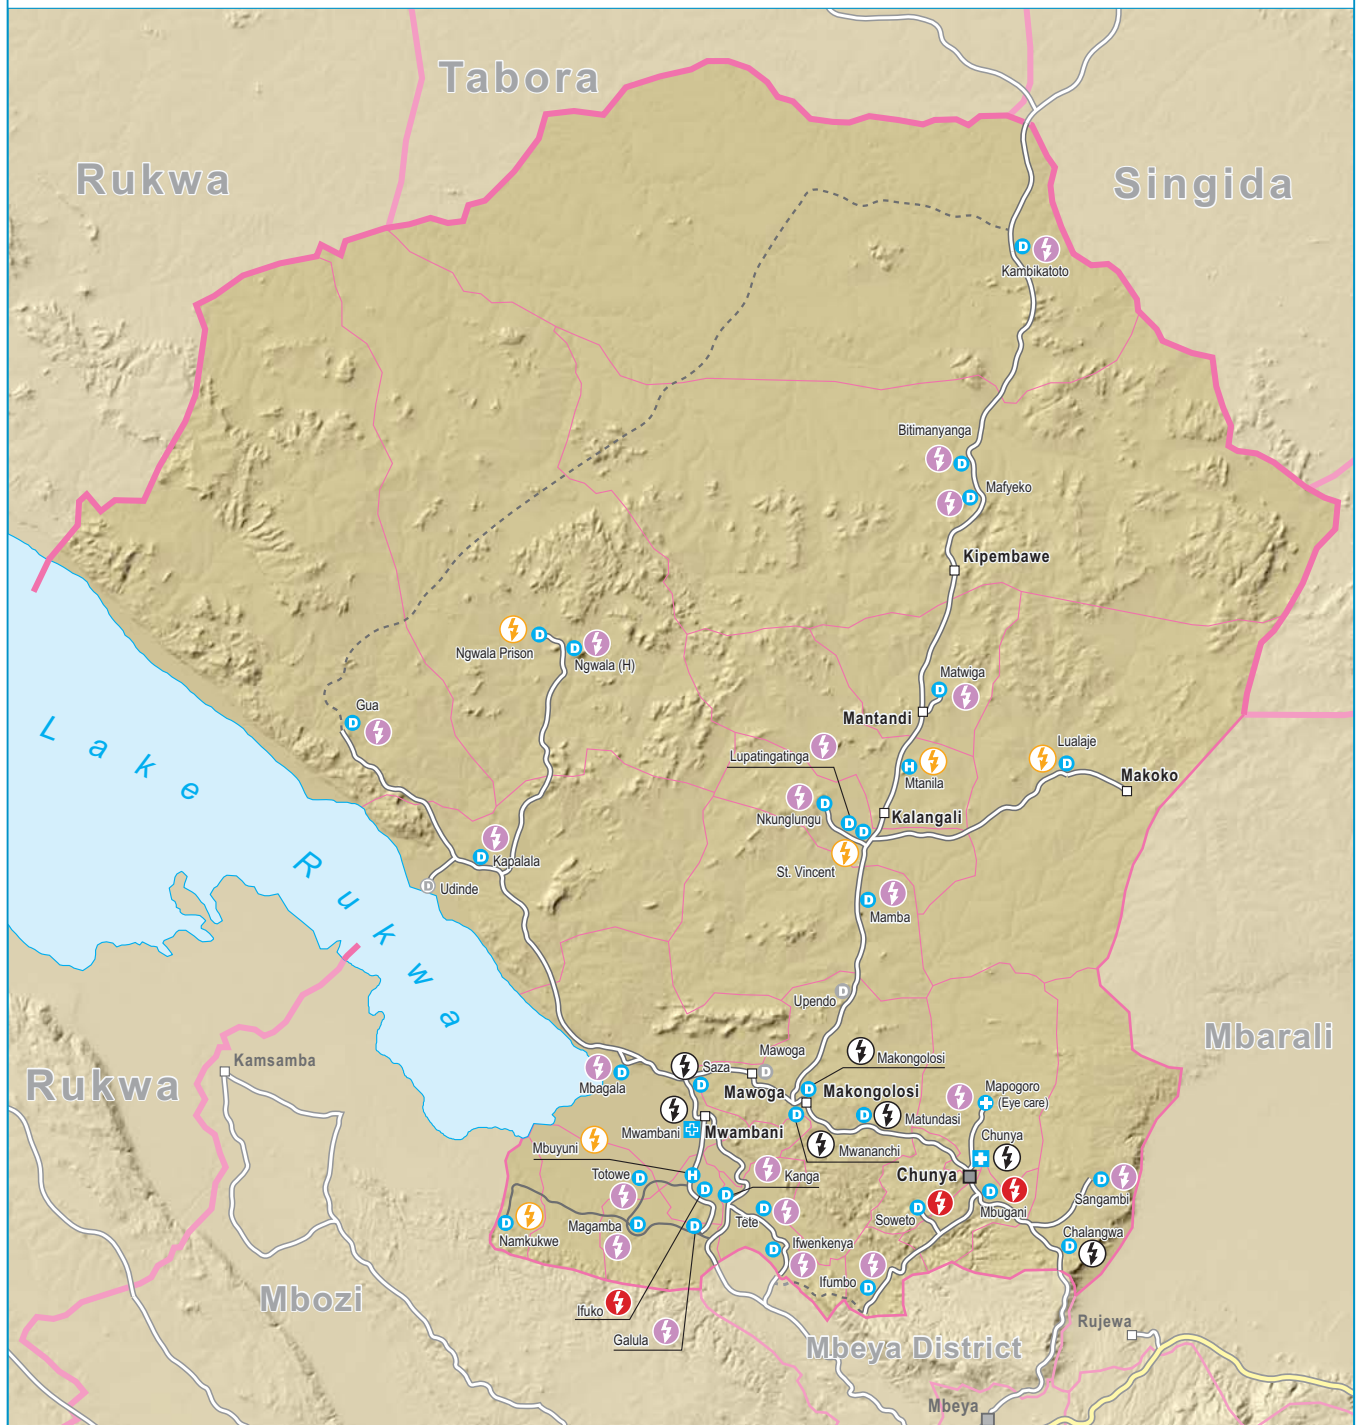 Tabora
Rukwa
Singida
D
Kambikatoto
Bitimanyanga
D
D
Mafyeko
Kipembawe
Ngwala Prison
D
D
Ngwala (H)
Matwiga
D
Gua
D
Mantandi
Lake Rukwa
Lupatingatinga
Lualaje
D
H
Mtanila
Makoko
Nkunglungu
D
D
D
Kalangali
St. Vincent
D
Kapalala
D
Udinde
D
Mamba
Upendo
D
Mbarali
Kamsamba
Rukwa
Mbagala
D
Saza
D
Mawoga
D
Mawoga
Makongolosi
D
Makongolosi
Mapogoro
(Eye care)
D
Matundasi
D
Mwananchi
Mwambani
Mwambani
Chunya
Chunya
Mbuyuni
H
Totowe
D
D
Kanga
D
D
Mbugani
D
Sangambi
Soweto
D
D
Tete
D
Namkukwe
Magamba
D
D
Ifwenkenya
D
Chalangwa
D
Ifumbo
D
Mbozi
Ifuko
Galula
Mbeya District
Rujewa
Mbeya